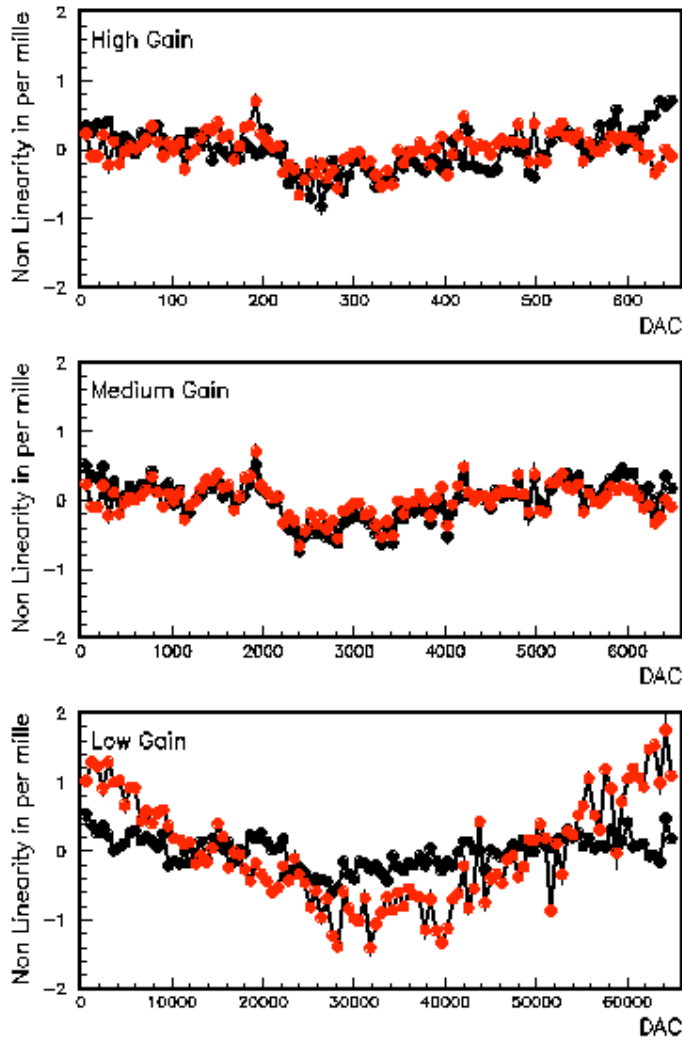 Non Linearity in per mille
High Gain
2
1
0
−1
−2
0 100 200 300 400 500 600
DAC
Non Linearity in per mille
Medium Gain
2
1
0
−1
−2
0 1000 2000 3000 4000 5000 6000
DAC
Non Linearity in per mille
Low Gain
2
1
0
−1
−2
0 10000 20000 30000 40000 50000 60000
DAC